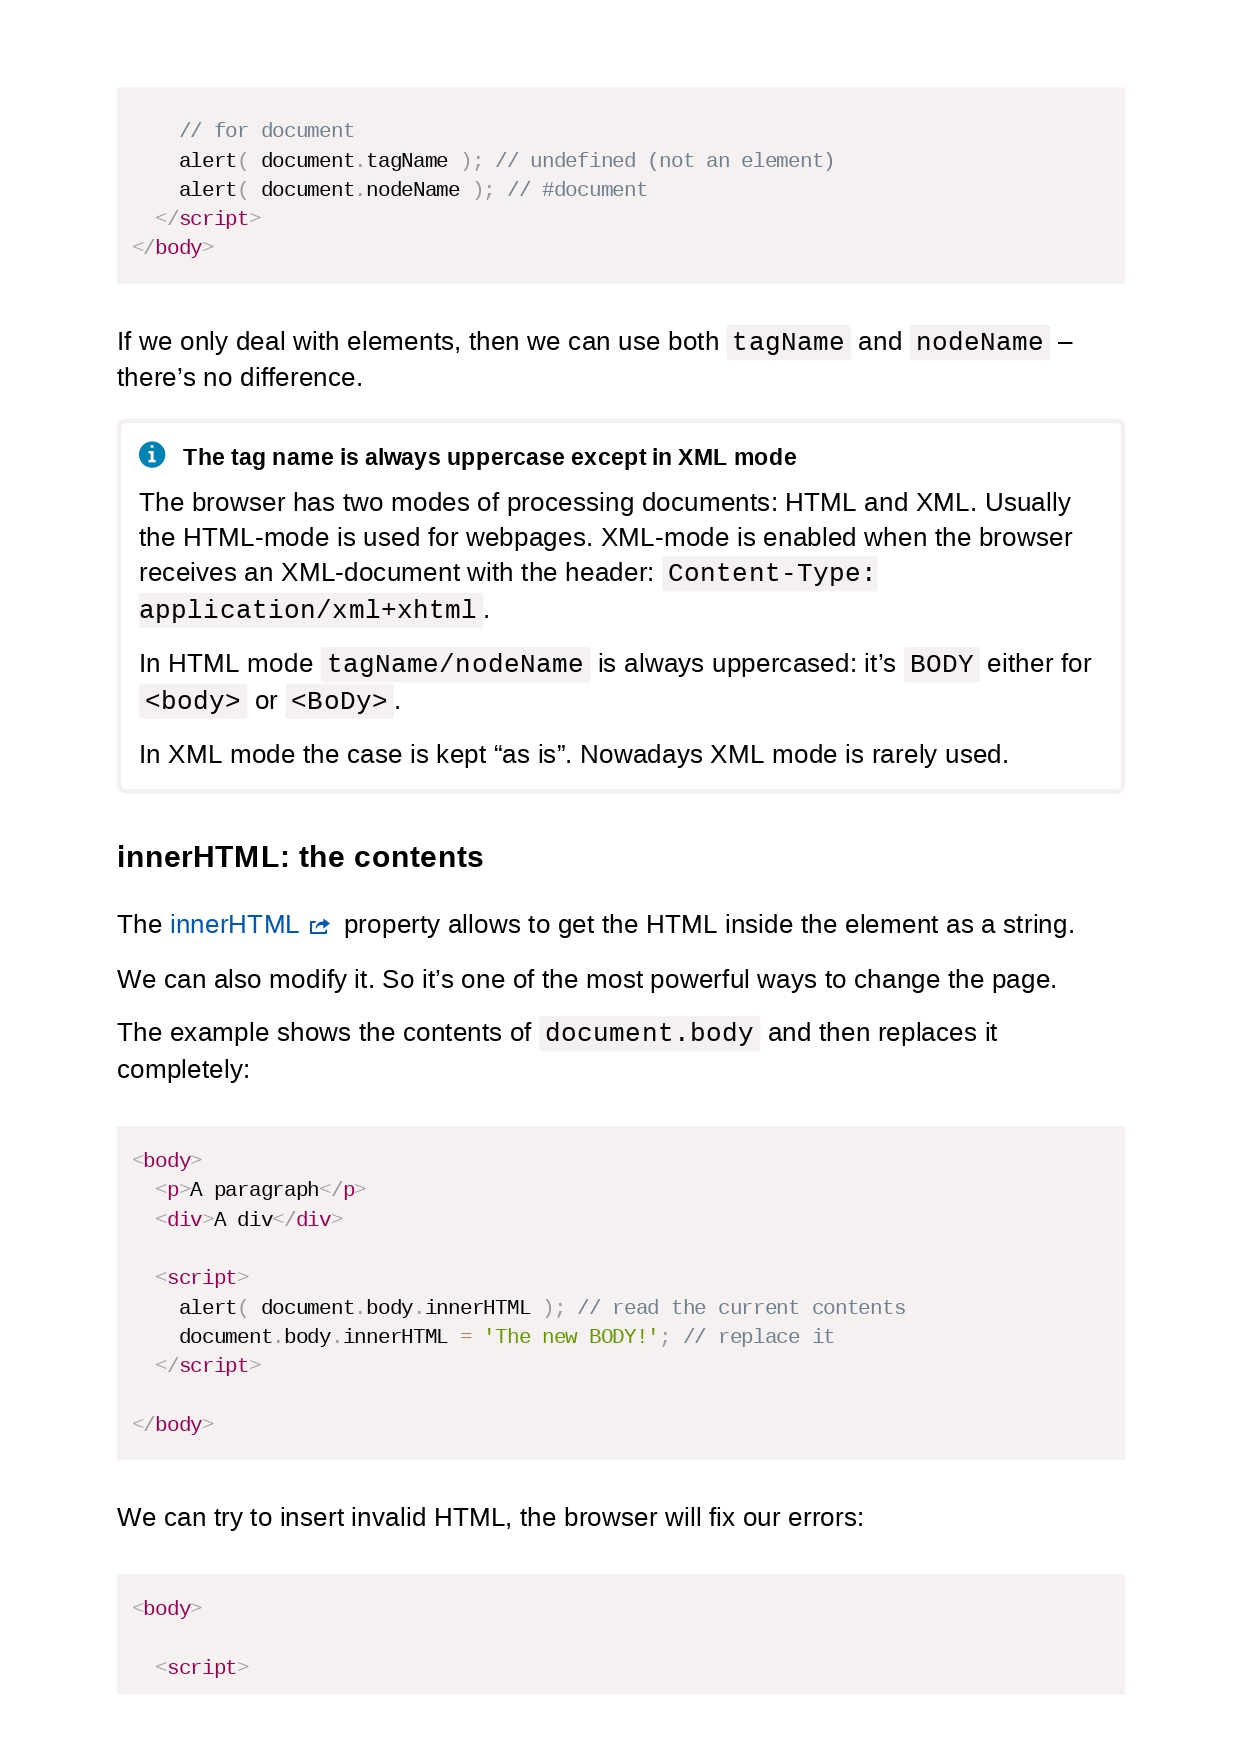 // for document
alert( document.tagName ); // undefined (not an element)
alert( document.nodeName ); // #document
</script>
</body>
If we only deal with elements, then we can use both tagName and nodeName –
there’s no difference.
The tag name is always uppercase except in XML mode
The browser has two modes of processing documents: HTML and XML. Usually
the HTML-mode is used for webpages. XML-mode is enabled when the browser
receives an XML-document with the header: Content-Type:
application/xml+xhtml.
In HTML mode tagName/nodeName is always uppercased: it’s BODY either for
<body> or <BoDy>.
In XML mode the case is kept “as is”. Nowadays XML mode is rarely used.
innerHTML: the contents
The innerHTML property allows to get the HTML inside the element as a string.
We can also modify it. So it’s one of the most powerful ways to change the page.
The example shows the contents of document.body and then replaces it
completely:
<body>
<p>A paragraph</p>
<div>A div</div>
<script>
alert( document.body.innerHTML ); // read the current contents
document.body.innerHTML = 'The new BODY!'; // replace it
</script>
</body>
We can try to insert invalid HTML, the browser will fix our errors:
<body>
<script>